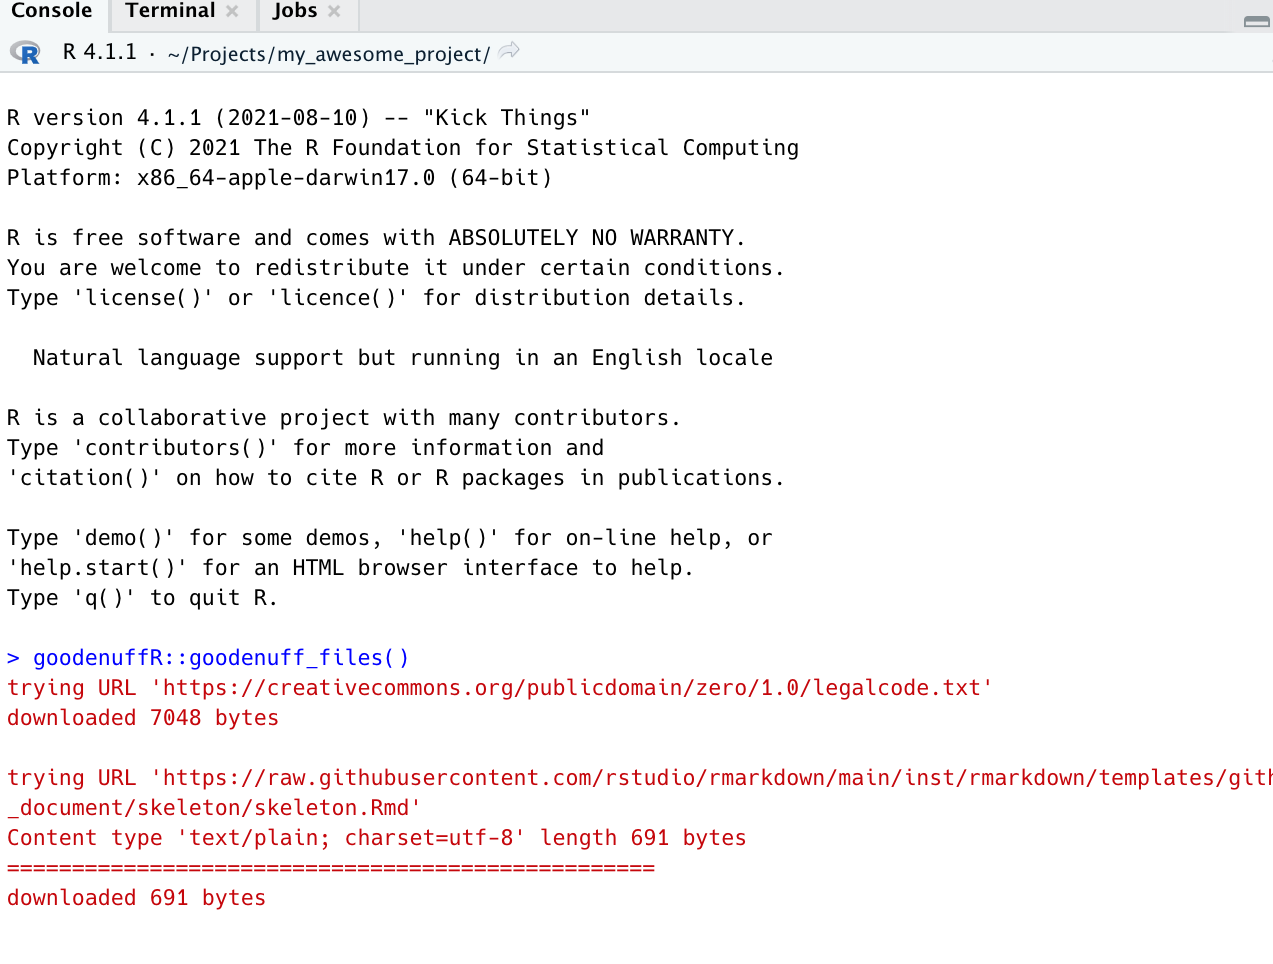 Console Terminal × Jobs ×
R R 4.1.1 · ~/Projects/my_awesome_project/
R version 4.1.1 (2021-08-10) -- "Kick Things"
Copyright (C) 2021 The R Foundation for Statistical Computing
Platform: x86_64-apple-darwin17.0 (64-bit)
R is free software and comes with ABSOLUTELY NO WARRANTY.
You are welcome to redistribute it under certain conditions.
Type 'license()' or 'licence()' for distribution details.
Natural language support but running in an English locale
R is a collaborative project with many contributors.
Type 'contributors()' for more information and
'citation()' on how to cite R or R packages in publications.
Type 'demo()' for some demos, 'help()' for on-line help, or
'help.start()' for an HTML browser interface to help.
Type 'q()' to quit R.
> goodenuffR::goodenuff_files()
trying URL 'https://creativecommons.org/publicdomain/zero/1.0/legalcode.txt'
downloaded 7048 bytes
trying URL 'https://raw.githubusercontent.com/rstudio/rmarkdown/main/inst/rmarkdown/templates/gith
_document/skeleton/skeleton.Rmd'
Content type 'text/plain; charset=utf-8' length 691 bytes
==================================================
downloaded 691 bytes